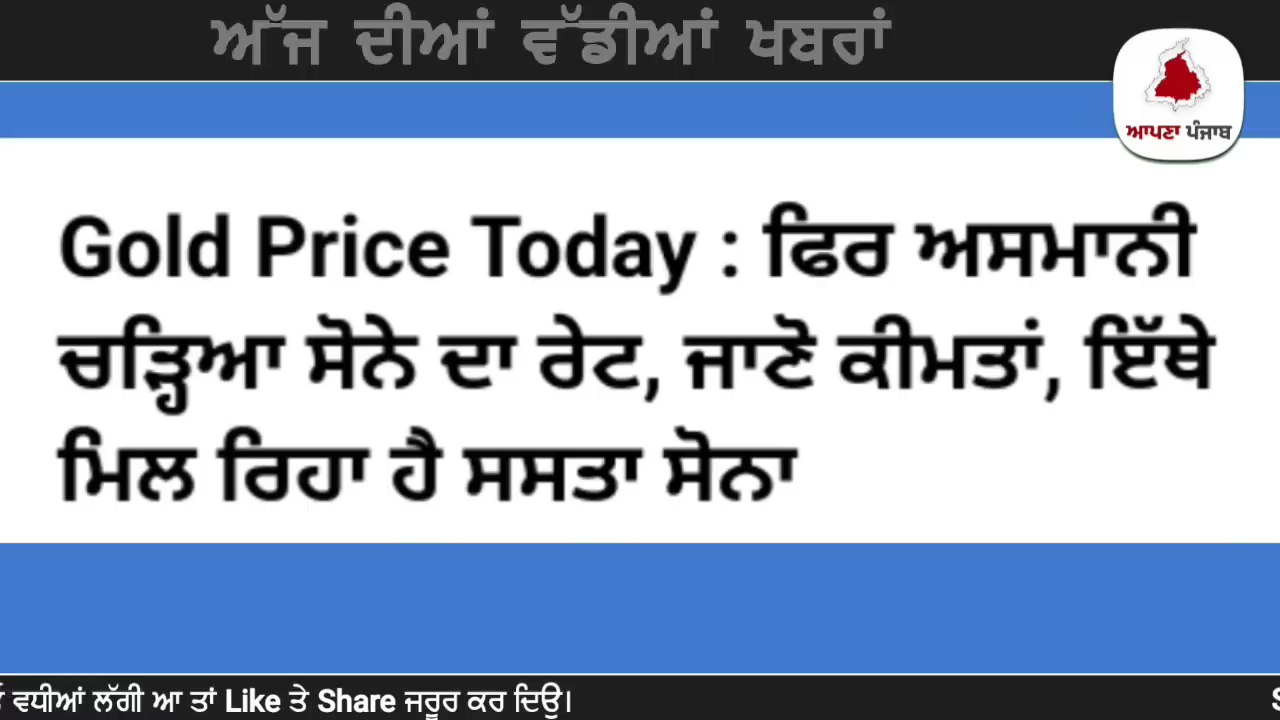 ਅੱਜ ਦੀਆਂ ਵੱਡੀਆਂ ਖਬਰਾਂ
ਆਪਣਾ ਪੰਜਾਬ
Gold Price Today : ਫਿਰ ਅਸਮਾਨੀ
ਚੜ੍ਹਿਆ ਸੋਨੇ ਦਾ ਰੇਟ, ਜਾਣੋ ਕੀਮਤਾਂ, ਇੱਥੇ
ਮਿਲ ਰਿਹਾ ਹੈ ਸਸਤਾ ਸੋਨਾ
ਵਧੀਆਂ ਲੱਗੀ ਆ ਤਾਂ Like ਤੇ Share ਜਰੂਰ ਕਰ ਦਿਉ।